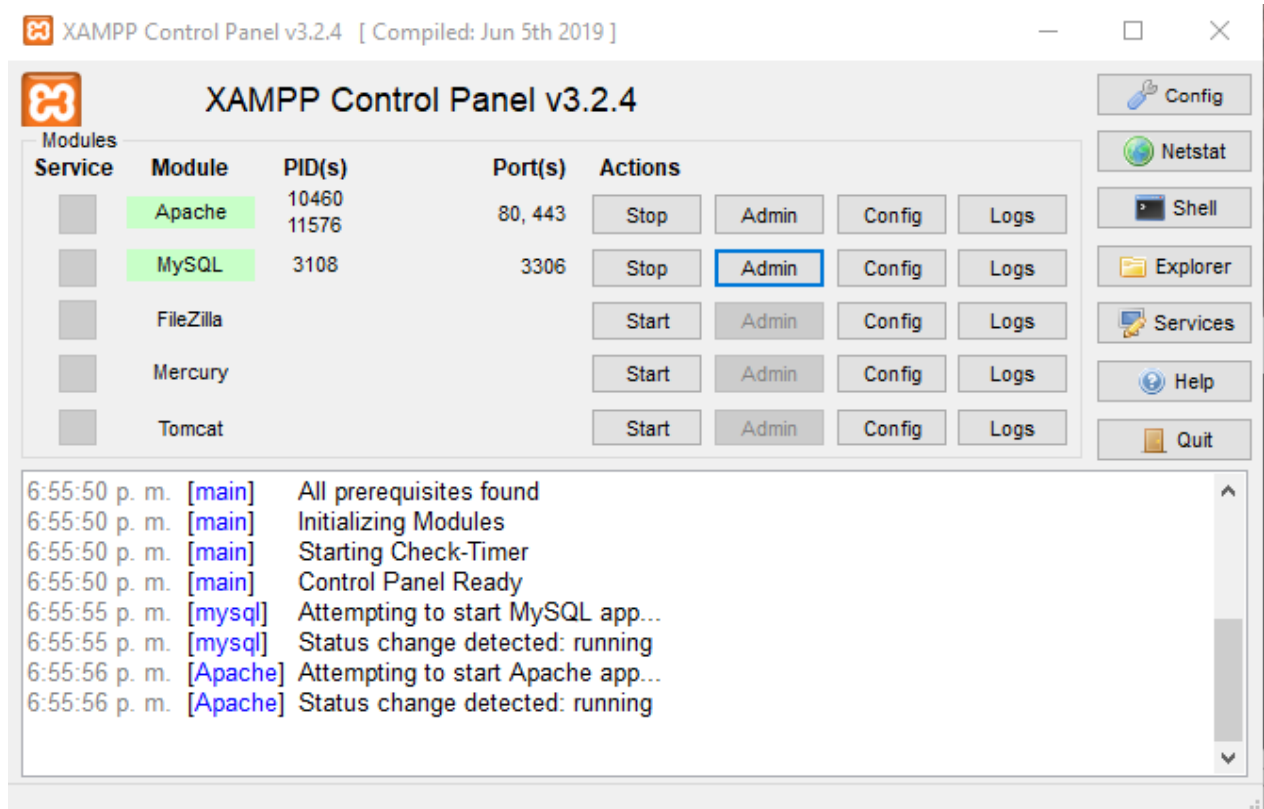 XAMPP Control Panel v3.2.4 [ Compiled: Jun 5th 2019 ]
XAMPP Control Panel v3.2.4
Config
Modules
Service Module PID(s) Port(s) Actions
Netstat
Apache 10460 11576 80, 443 Stop Admin Config Logs
Shell
MySQL 3108 3306 Stop Admin Config Logs
Explorer
FileZilla Start Admin Config Logs
Services
Mercury Start Admin Config Logs
Help
Tomcat Start Admin Config Logs
Quit
6:55:50 p. m. [main] All prerequisites found
6:55:50 p. m. [main] Initializing Modules
6:55:50 p. m. [main] Starting Check-Timer
6:55:50 p. m. [main] Control Panel Ready
6:55:55 p. m. [mysql] Attempting to start MySQL app...
6:55:55 p. m. [mysql] Status change detected: running
6:55:56 p. m. [Apache] Attempting to start Apache app...
6:55:56 p. m. [Apache] Status change detected: running